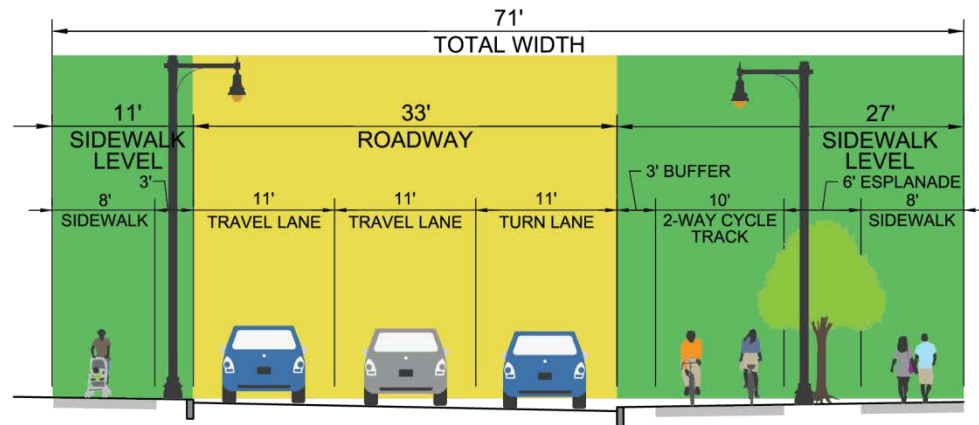 71'
TOTAL WIDTH
11'
SIDEWALK
LEVEL
33'
ROADWAY
27'
SIDEWALK
LEVEL
3'
3' BUFFER
6' ESPLANADE
8'
SIDEWALK
11'
TRAVEL LANE
11'
TRAVEL LANE
11'
TURN LANE
10'
2-WAY CYCLE
TRACK
8'
SIDEWALK